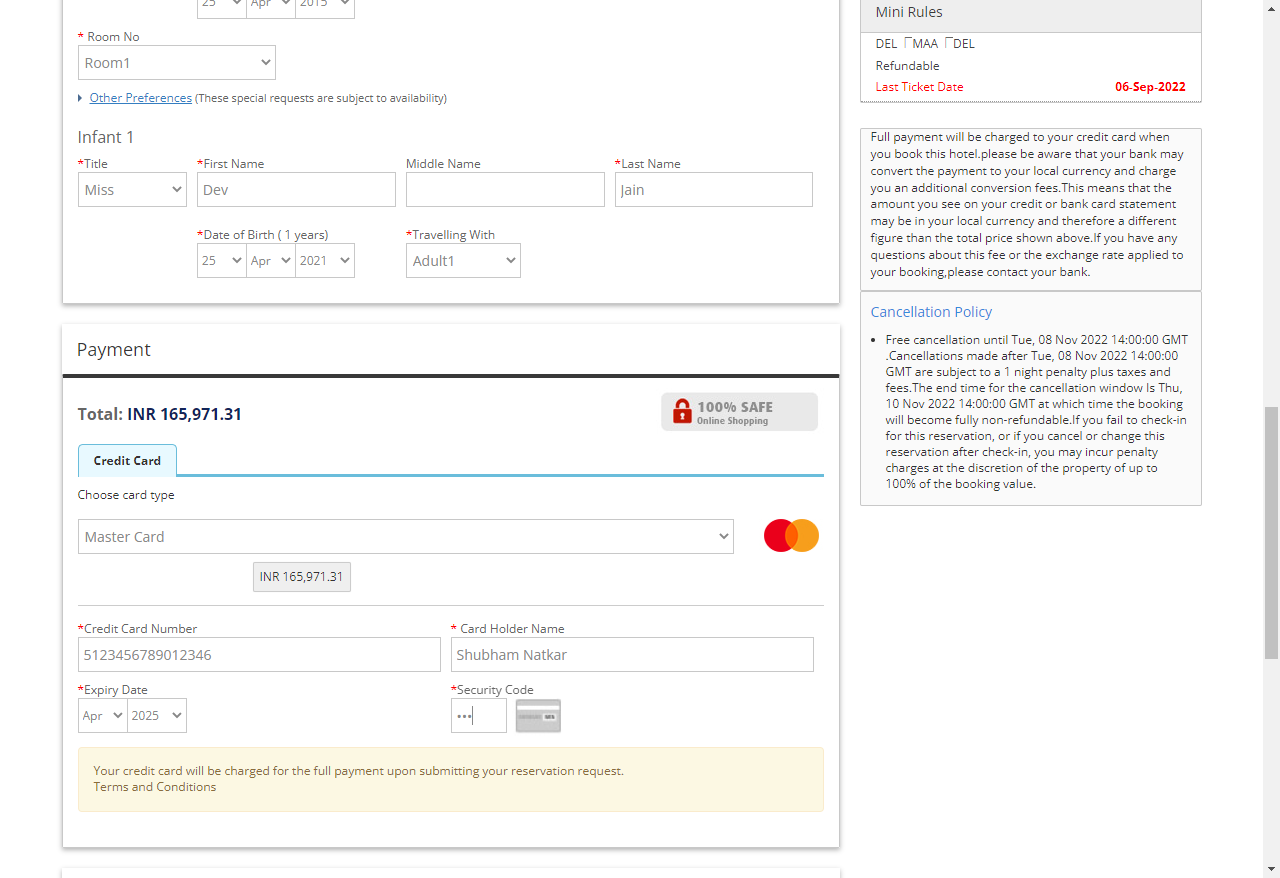 25 Apr 2015
* Room No
Room1
Other Preferences (These special requests are subject to availability)
Infant 1
*Title *First Name Middle Name *Last Name
Miss Dev Jain
*Date of Birth ( 1 years) *Travelling With
25 Apr 2021 Adult1
Payment
Total: INR 165,971.31
100% SAFE
Online Shopping
Credit Card
Choose card type
Master Card
INR 165,971.31
*Credit Card Number * Card Holder Name
5123456789012346 Shubham Natkar
*Expiry Date *Security Code
Apr 2025 •••
Your credit card will be charged for the full payment upon submitting your reservation request.
Terms and Conditions
Mini Rules
DEL MAA DEL
Refundable
Last Ticket Date 06-Sep-2022
Full payment will be charged to your credit card when
you book this hotel.please be aware that your bank may
convert the payment to your local currency and charge
you an additional conversion fees.This means that the
amount you see on your credit or bank card statement
may be in your local currency and therefore a different
figure than the total price shown above.If you have any
questions about this fee or the exchange rate applied to
your booking,please contact your bank.
Cancellation Policy
• Free cancellation until Tue, 08 Nov 2022 14:00:00 GMT
.Cancellations made after Tue, 08 Nov 2022 14:00:00
GMT are subject to a 1 night penalty plus taxes and
fees.The end time for the cancellation window Is Thu,
10 Nov 2022 14:00:00 GMT at which time the booking
will become fully non-refundable.If you fail to check-in
for this reservation, or if you cancel or change this
reservation after check-in, you may incur penalty
charges at the discretion of the property of up to
100% of the booking value.